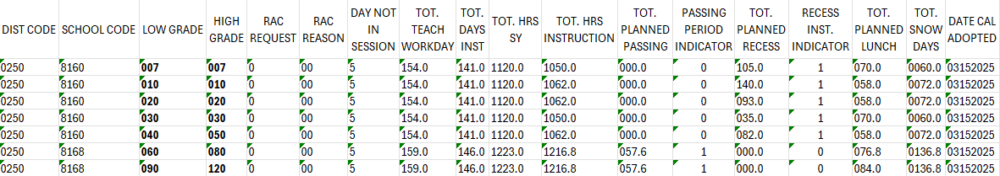 DIST CODE SCHOOL CODE LOW GRADE HIGH GRADE RAC REQUEST RAC REASON DAY NOT IN SESSION TOT. TEACH WORKDAY TOT. DAYS INST TOT. HRS SY TOT. HRS INSTRUCTION TOT. PLANNED PASSING PASSING PERIOD INDICATOR TOT. PLANNED RECESS RECESS INST. INDICATOR TOT. PLANNED LUNCH TOT. SNOW DAYS DATE CAL ADOPTED
0250 8160 007 007 0 00 5 154.0 141.0 1120.0 1050.0 000.0 0 105.0 1 070.0 0060.0 03152025
0250 8160 010 010 0 00 5 154.0 141.0 1120.0 1062.0 000.0 0 140.0 1 058.0 0072.0 03152025
0250 8160 020 020 0 00 5 154.0 141.0 1120.0 1062.0 000.0 0 093.0 1 058.0 0072.0 03152025
0250 8160 030 030 0 00 5 154.0 141.0 1120.0 1050.0 000.0 0 035.0 1 070.0 0060.0 03152025
0250 8160 040 050 0 00 5 154.0 141.0 1120.0 1062.0 000.0 0 082.0 1 058.0 0072.0 03152025
0250 8168 060 080 0 00 5 159.0 146.0 1223.0 1216.8 057.6 1 000.0 0 076.8 0136.8 03152025
0250 8168 090 120 0 00 5 159.0 146.0 1223.0 1216.8 057.6 1 000.0 0 084.0 0136.8 03152025